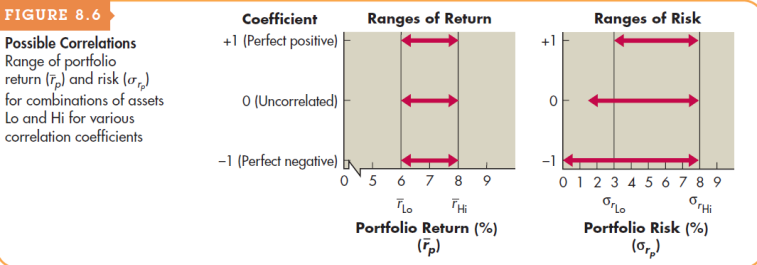 FIGURE 8.6
Possible Correlations
Range of portfolio
return (r̄p) and risk (σrp)
for combinations of assets
Lo and Hi for various
correlation coefficients
Coefficient
+1 (Perfect positive)
0 (Uncorrelated)
−1 (Perfect negative)
Ranges of Return
0 5 6 7 8 9
r̄Lo r̄Hi
Portfolio Return (%)
(r̄p)
Ranges of Risk
+1
0
−1
0 1 2 3 4 5 6 7 8 9
σrLo σrHi
Portfolio Risk (%)
(σrp)